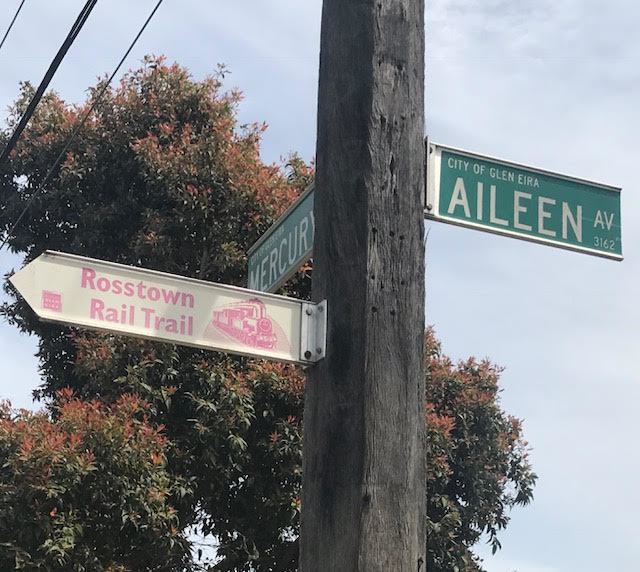 CITY OF GLEN EIRA
AILEEN AV
3162
MERCURY
Rosstown
Rail Trail